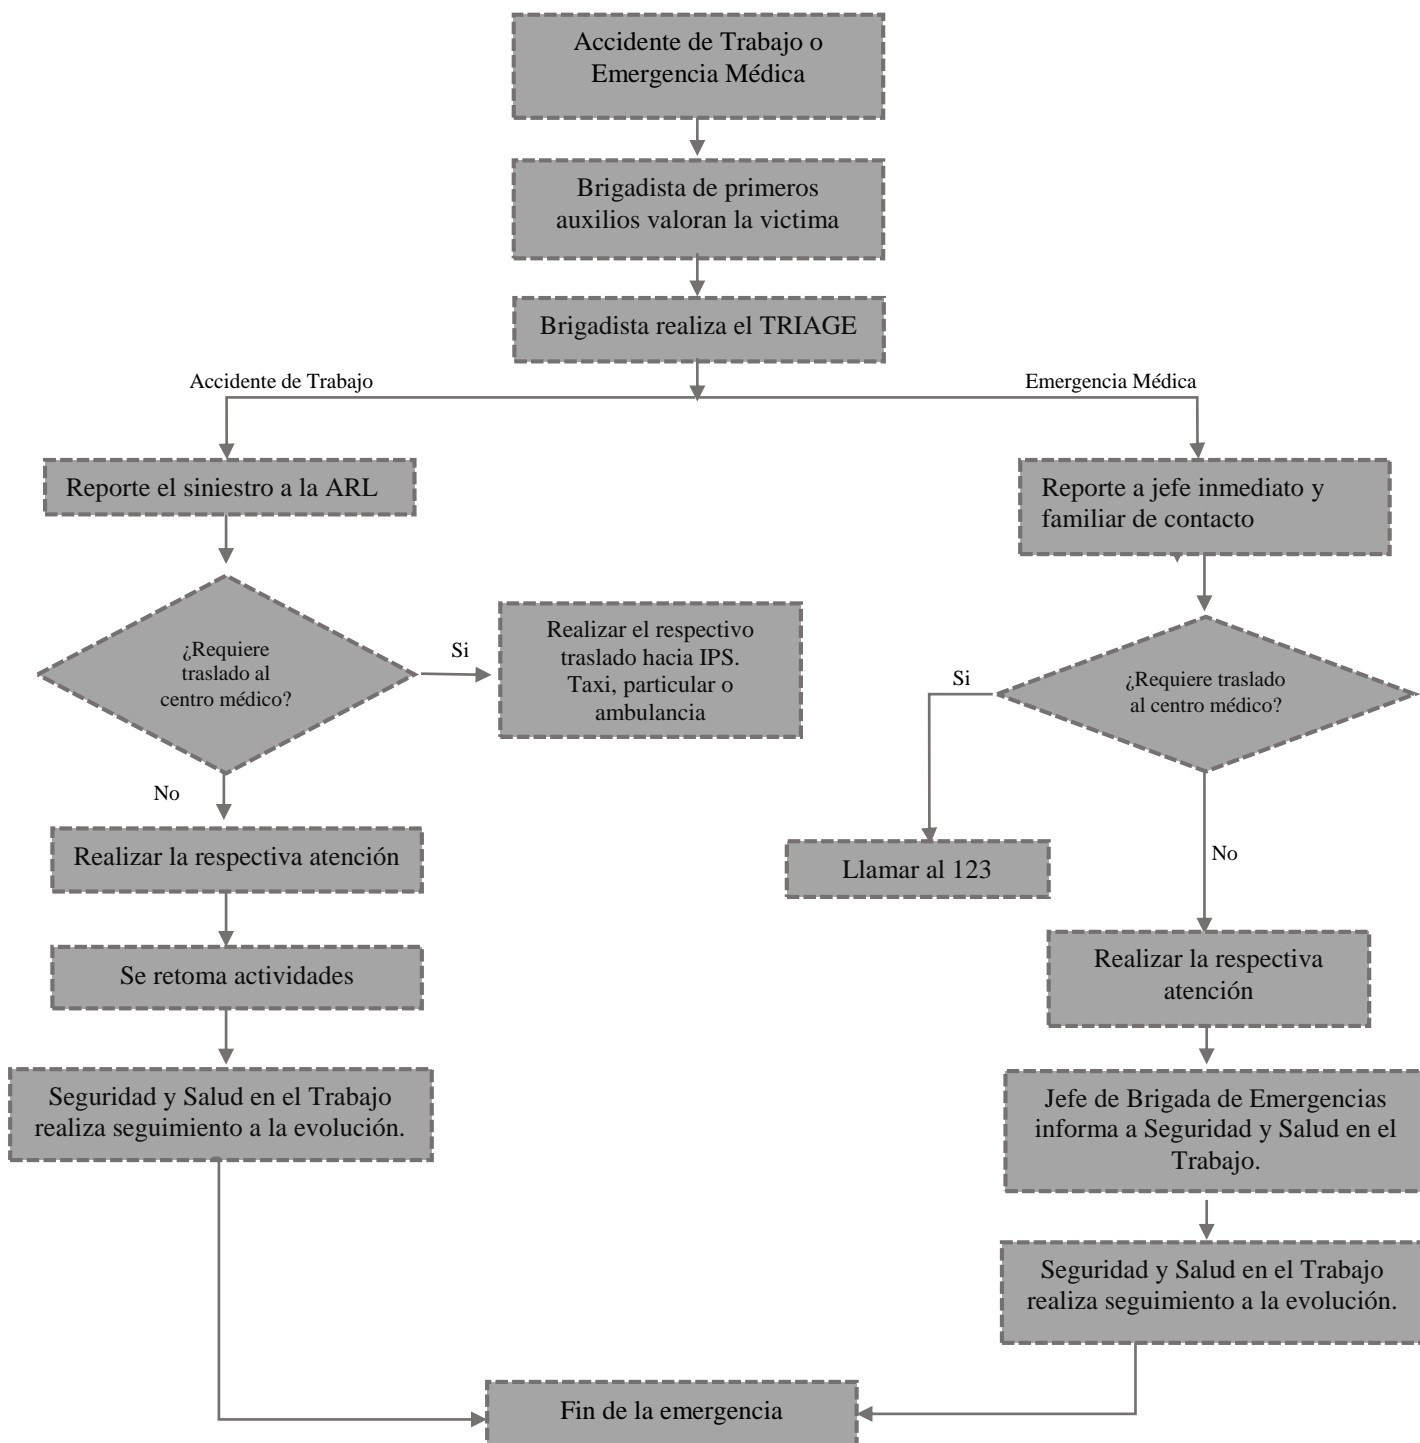 Accidente de Trabajo o
Emergencia Médica
Brigadista de primeros
auxilios valoran la victima
Brigadista realiza el TRIAGE
Accidente de Trabajo
Emergencia Médica
Reporte el siniestro a la ARL
Reporte a jefe inmediato y
familiar de contacto
¿Requiere
traslado al
centro médico?
Si
Realizar el respectivo
traslado hacia IPS.
Taxi, particular o
ambulancia
Si
¿Requiere traslado
al centro médico?
No
Realizar la respectiva atención
Llamar al 123
No
Se retoma actividades
Realizar la respectiva
atención
Seguridad y Salud en el Trabajo
realiza seguimiento a la evolución.
Jefe de Brigada de Emergencias
informa a Seguridad y Salud en el
Trabajo.
Seguridad y Salud en el Trabajo
realiza seguimiento a la evolución.
Fin de la emergencia